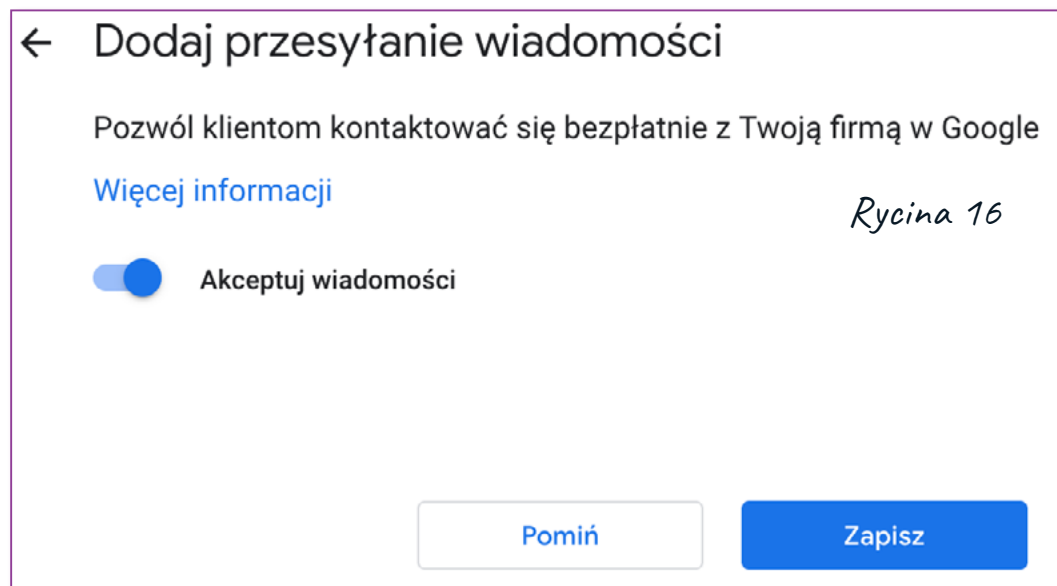 Dodaj przesyłanie wiadomości
Pozwól klientom kontaktować się bezpłatnie z Twoją firmą w Google
Więcej informacji
Rycina 16
Akceptuj wiadomości
Pomiń
Zapisz